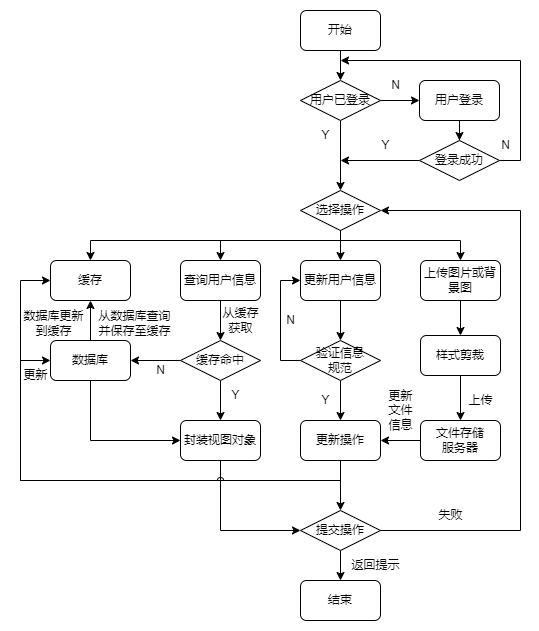 开始
用户已登录
N
用户登录
Y
Y
登录成功
N
选择操作
缓存
查询用户信息
更新用户信息
上传图片或背
景图
数据库更新
到缓存
从数据库查询
并保存至缓存
从缓存
获取
N
更新
数据库
N
缓存命中
验证信息
规范
样式剪裁
Y
Y
更新
文件
信息
上传
封装视图对象
更新操作
文件存储
服务器
提交操作
失败
返回提示
结束